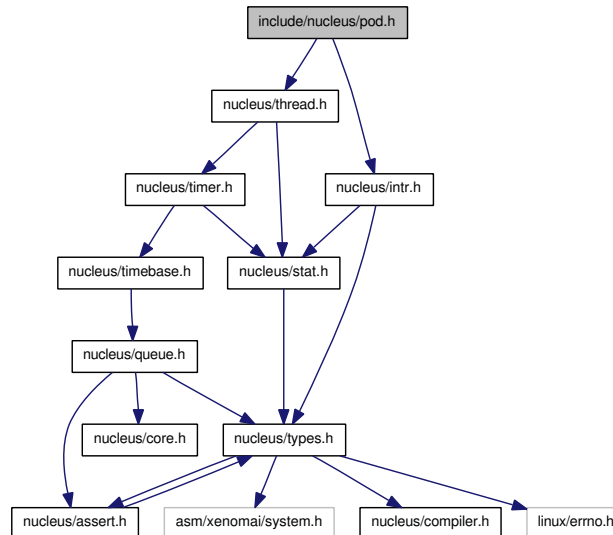 include/nucleus/pod.h
nucleus/thread.h
nucleus/timer.h
nucleus/intr.h
nucleus/timebase.h
nucleus/stat.h
nucleus/queue.h
nucleus/core.h
nucleus/types.h
nucleus/assert.h
asm/xenomai/system.h
nucleus/compiler.h
linux/errno.h